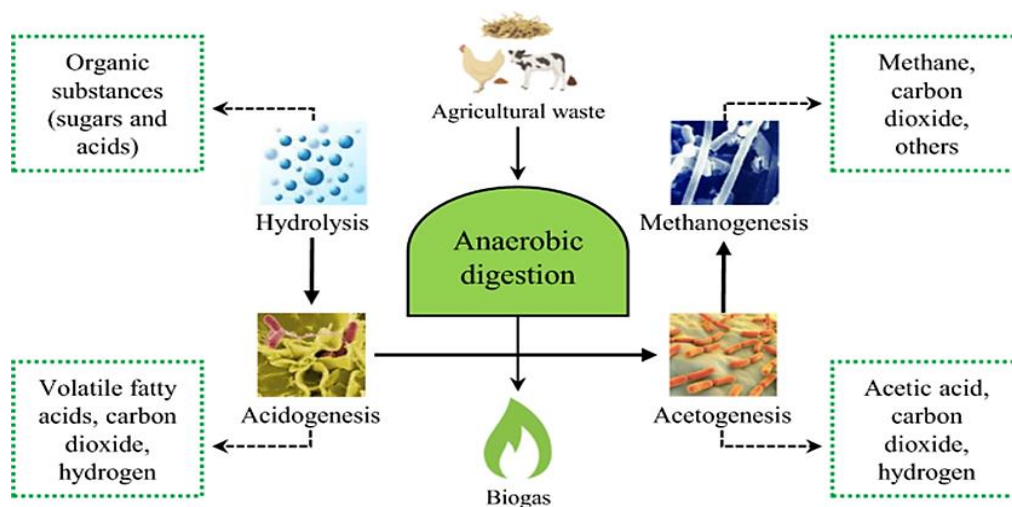 Organic
substances
(sugars and
acids)
Agricultural waste
Methane,
carbon
dioxide,
others
Hydrolysis
Methanogenesis
Anaerobic
digestion
Volatile fatty
acids, carbon
dioxide,
hydrogen
Acidogenesis
Acetogenesis
Acetic acid,
carbon
dioxide,
hydrogen
Biogas